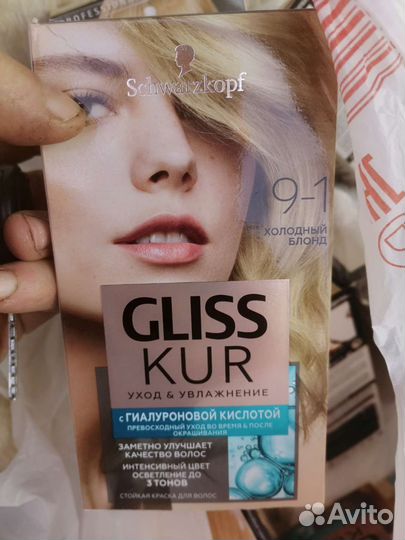 PROFESSION
Schwarzkopf
9-1
ХОЛОДНЫЙ
БЛОНД
GLISS
KUR
УХОД & УВЛАЖНЕНИЕ
с ГИАЛУРОНОВОЙ КИСЛОТОЙ
ПРЕВОСХОДНЫЙ УХОД ВО ВРЕМЯ & ПОСЛЕ
ОКРАШИВАНИЯ
ЗАМЕТНО УЛУЧШАЕТ
КАЧЕСТВО ВОЛОС
ИНТЕНСИВНЫЙ ЦВЕТ
ОСВЕТЛЕНИЕ ДО
3 ТОНОВ
СТОЙКАЯ КРАСКА ДЛЯ ВОЛОС
Avito